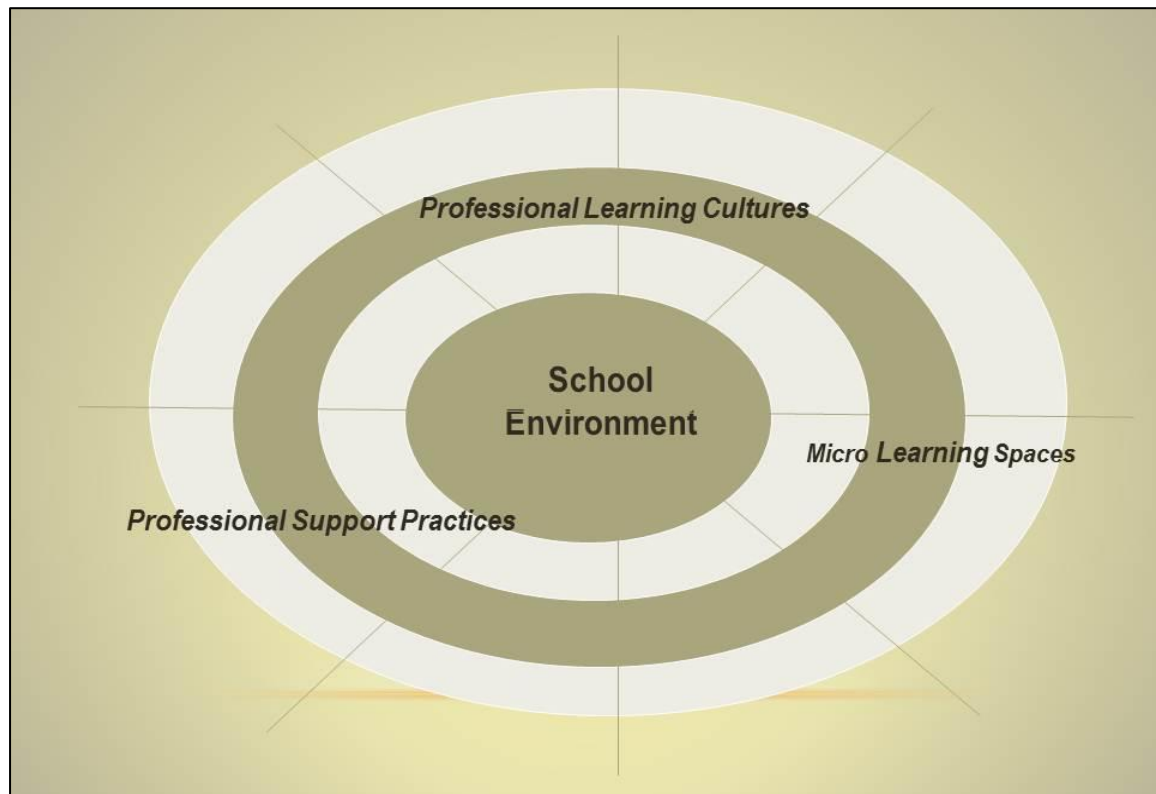 Professional Learning Cultures
School
Environment
Micro Learning Spaces
Professional Support Practices